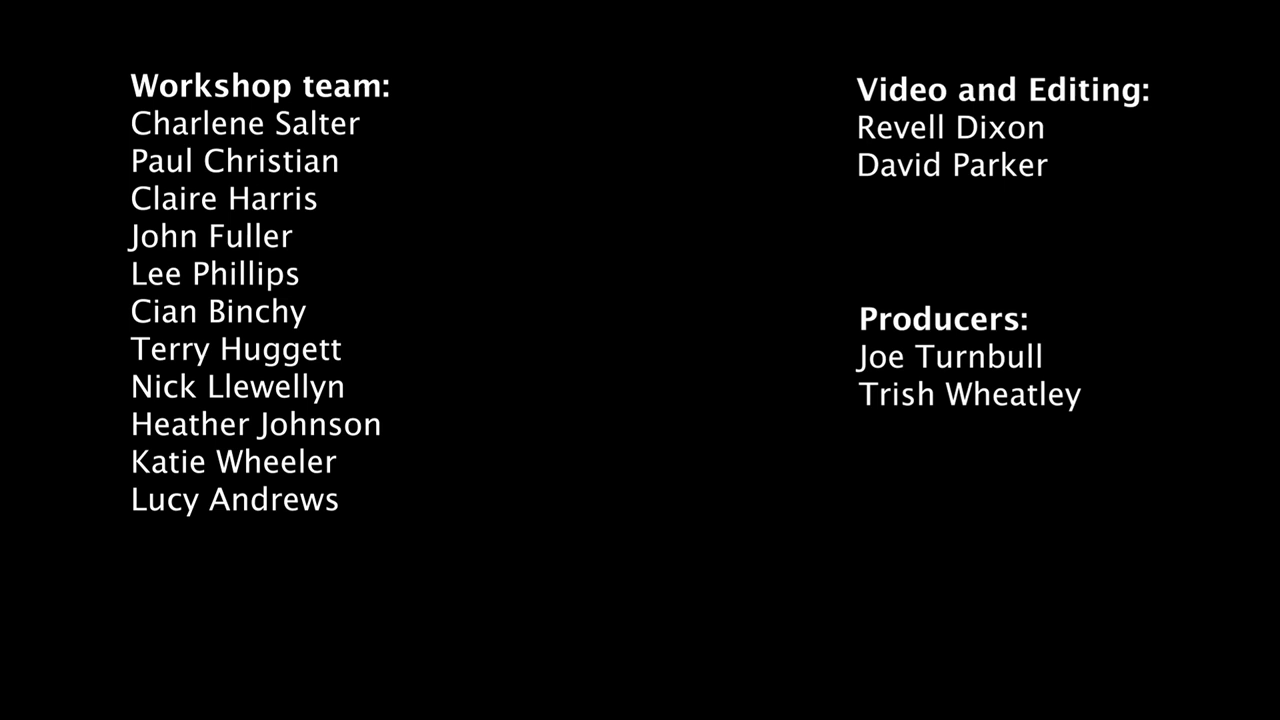 Workshop team:
Charlene Salter
Paul Christian
Claire Harris
John Fuller
Lee Phillips
Cian Binchy
Terry Huggett
Nick Llewellyn
Heather Johnson
Katie Wheeler
Lucy Andrews
Video and Editing:
Revell Dixon
David Parker
Producers:
Joe Turnbull
Trish Wheatley